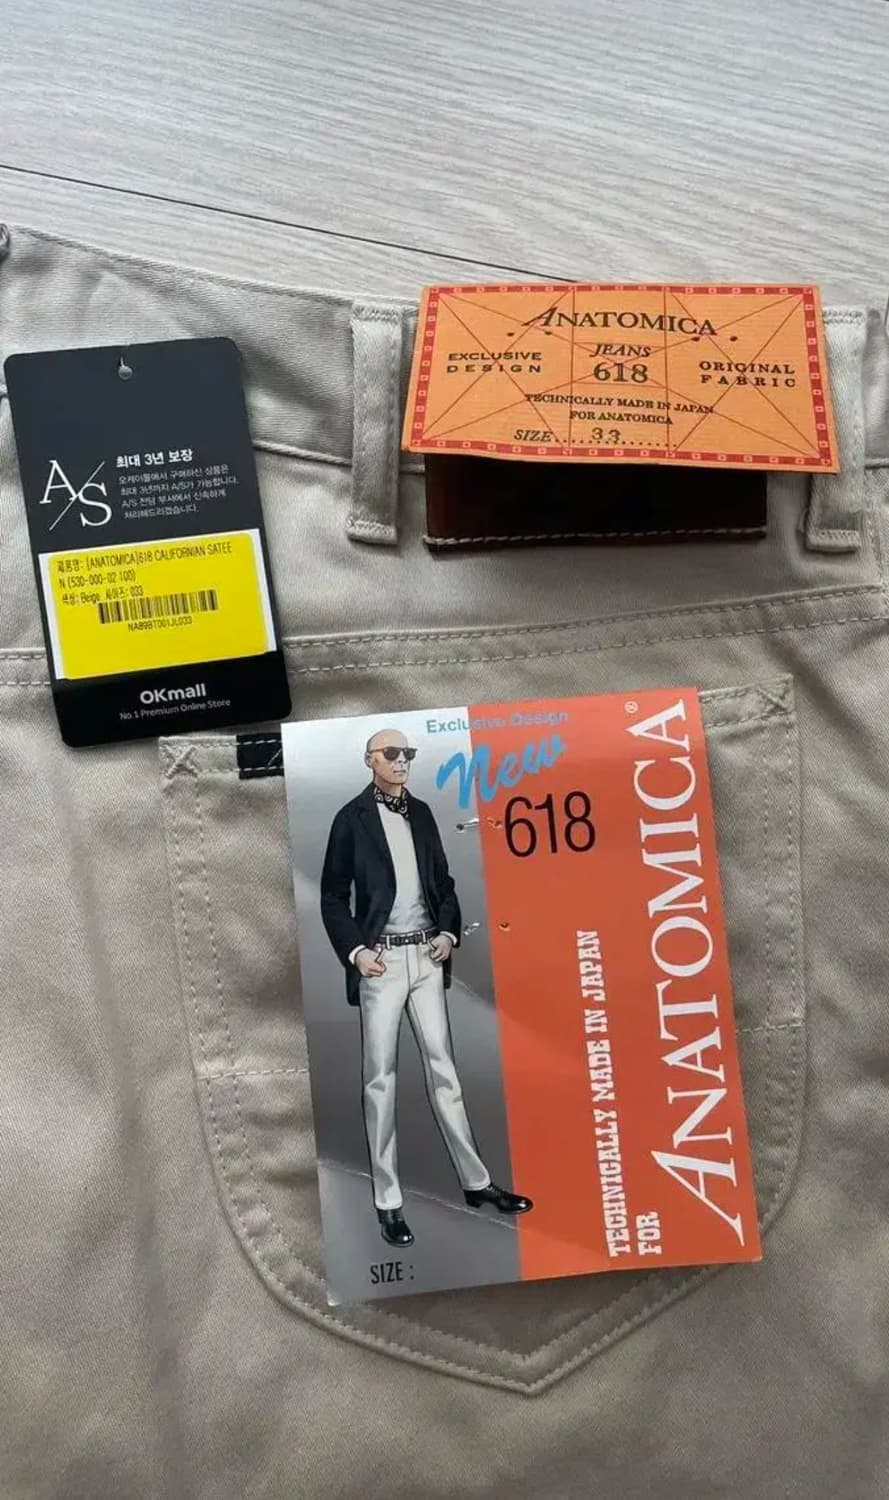 ANATOMICA
JEANS
EXCLUSIVE DESIGN
618
ORIGINAL FABRIC
TECHNICALLY MADE IN JAPAN
FOR ANATOMICA
SIZE....33.......
A/S
최대 3년 보장
오케이몰에서 구매하신 상품은
최대 3년까지 A/S가 가능합니다.
A/S 전담 부서에서 신속하게
처리해드리겠습니다.
제품명: [ANATOMICA]618 CALIFORNIAN SATEE
N (530-000-02 100)
색상: Beige 사이즈: 033
NA89BT001JL033
OKmall
No.1 Premium Online Store
Exclusive Design
New
618
ANATOMICA®
TECHNICALLY MADE IN JAPAN
FOR
SIZE :